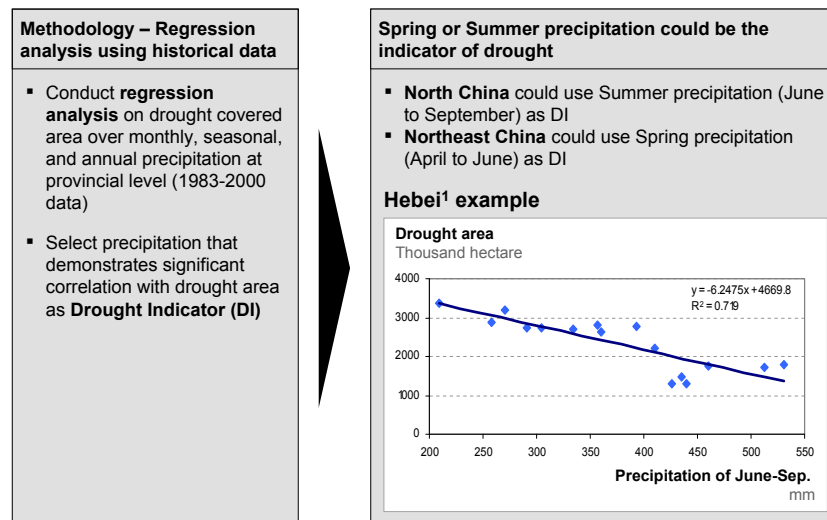 Methodology – Regression
analysis using historical data
▪ Conduct regression
analysis on drought covered
area over monthly, seasonal,
and annual precipitation at
provincial level (1983-2000
data)
▪ Select precipitation that
demonstrates significant
correlation with drought area
as Drought Indicator (DI)
Spring or Summer precipitation could be the
indicator of drought
▪ North China could use Summer precipitation (June
to September) as DI
▪ Northeast China could use Spring precipitation
(April to June) as DI
Hebei¹ example
Drought area
Thousand hectare
y = -6.2475x + 4669.8
R² = 0.719
4000
3000
2000
1000
0
200 250 300 350 400 450 500 550
Precipitation of June-Sep.
mm